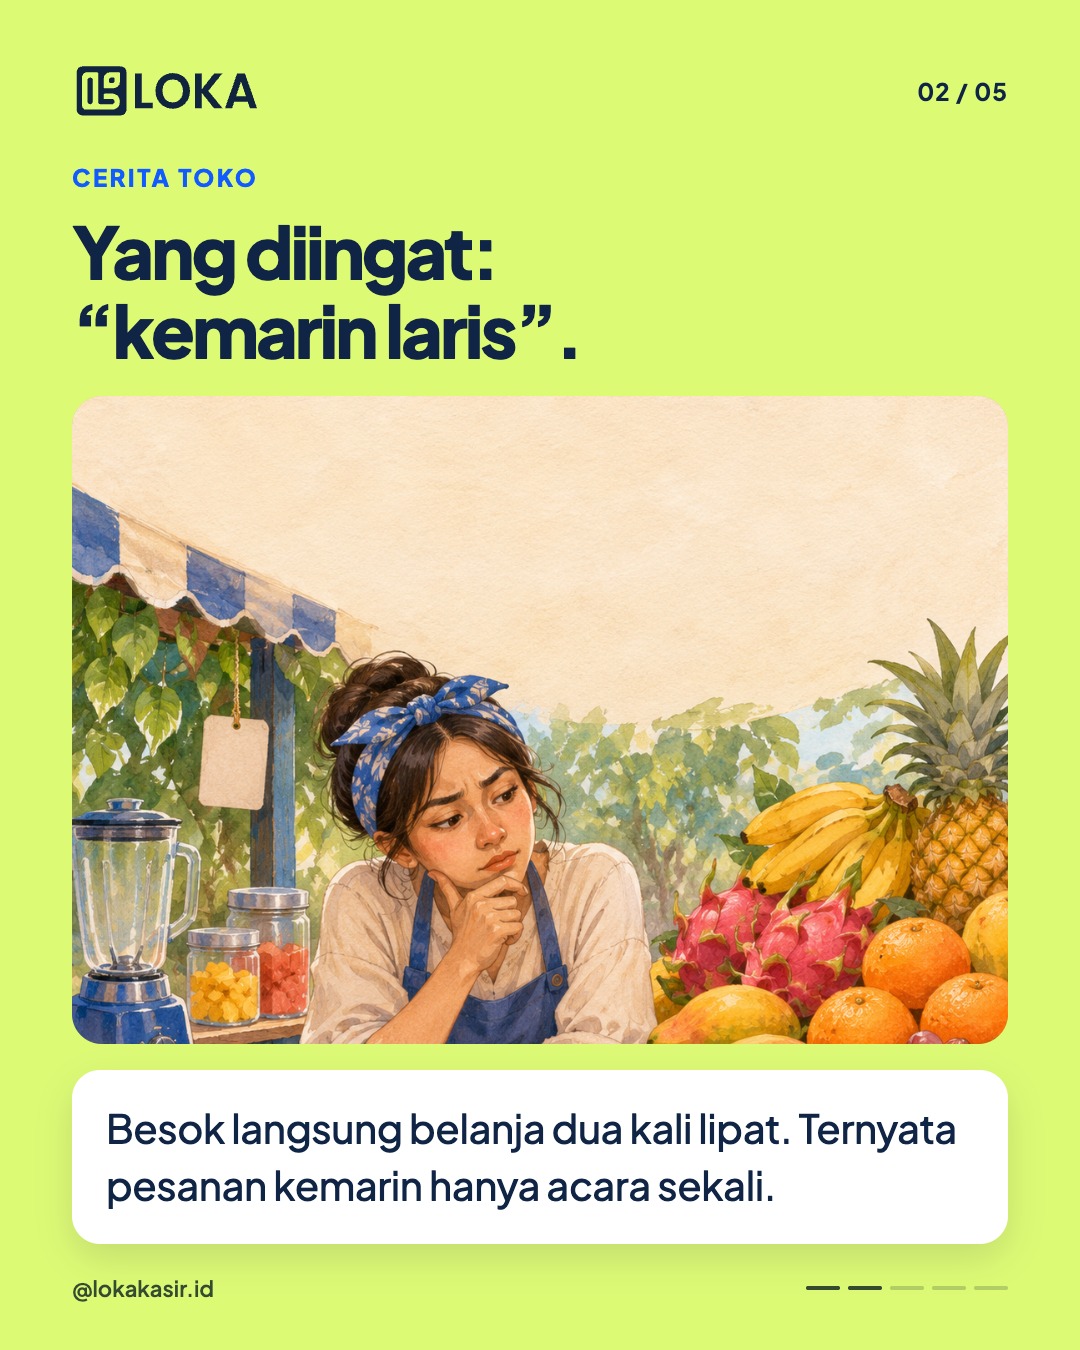 LOKA
02 / 05
CERITA TOKO
Yang diingat:
“kemarin laris”.
Besok langsung belanja dua kali lipat. Ternyata
pesanan kemarin hanya acara sekali.
@lokakasir.id